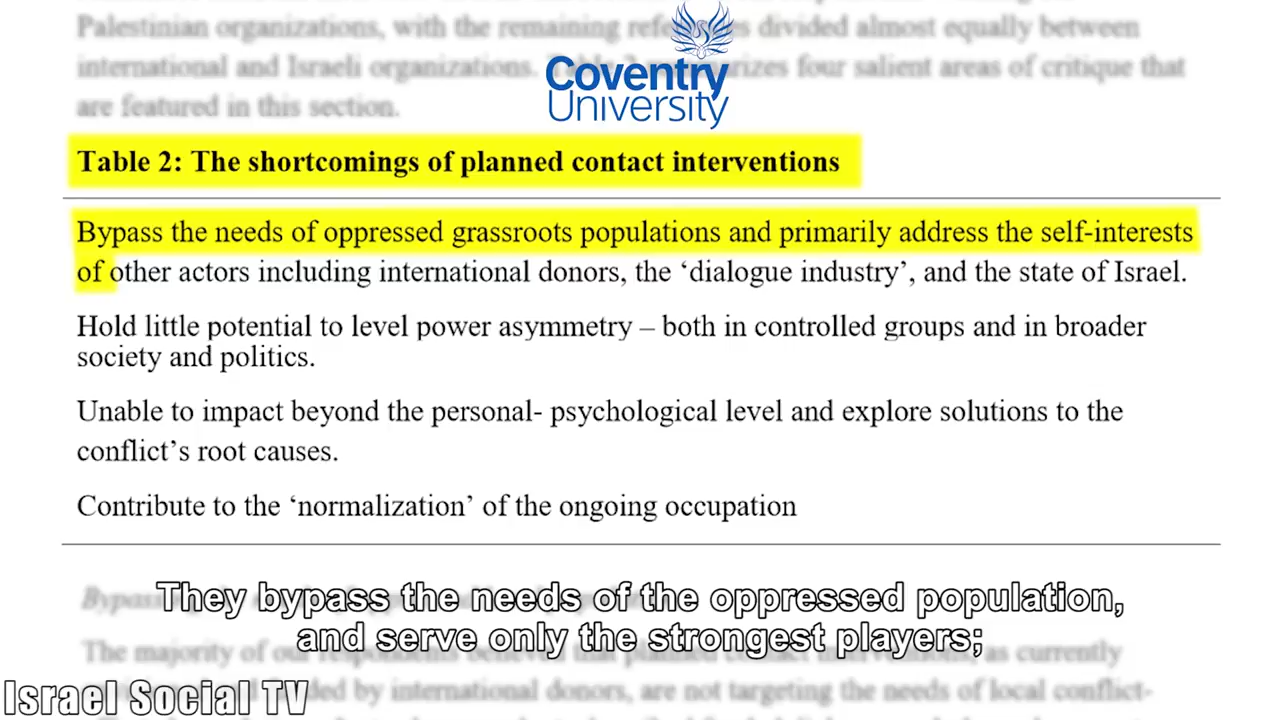 Palestinian organizations, with the remaining divided almost equally between
international and Israeli organizations. four salient areas of critique that
are featured in this section.
Coventry
University
Table 2: The shortcomings of planned contact interventions
Bypass the needs of oppressed grassroots populations and primarily address the self-interests
of other actors including international donors, the ‘dialogue industry’, and the state of Israel.
Hold little potential to level power asymmetry – both in controlled groups and in broader
society and politics.
Unable to impact beyond the personal- psychological level and explore solutions to the
conflict’s root causes.
Contribute to the ‘normalization’ of the ongoing occupation
They bypass the needs of the oppressed population,
and serve only the strongest players;
The majority of our respondents believed that planned contact interventions, as currently
by international donors, are not targeting the needs of local conflict-
Israel Social TV